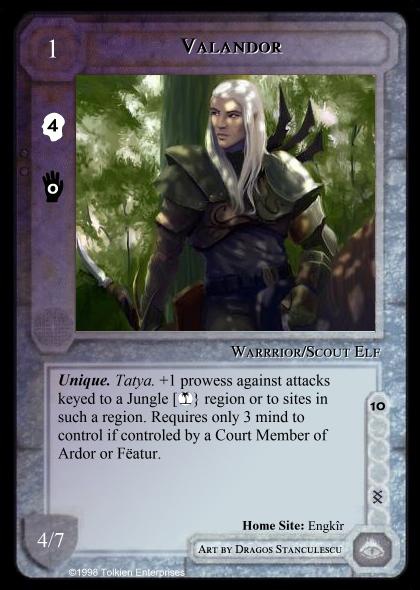 1
VALANDOR
4
0
WARRRIOR/SCOUT ELF
Unique. Tatya. +1 prowess against attacks
keyed to a Jungle [ } region or to sites in
such a region. Requires only 3 mind to
control if controled by a Court Member of
Ardor or Fëatur.
10
Home Site: Engkîr
4/7
ART BY DRAGOS STANCULESCU
©1998 Tolkien Enterprises